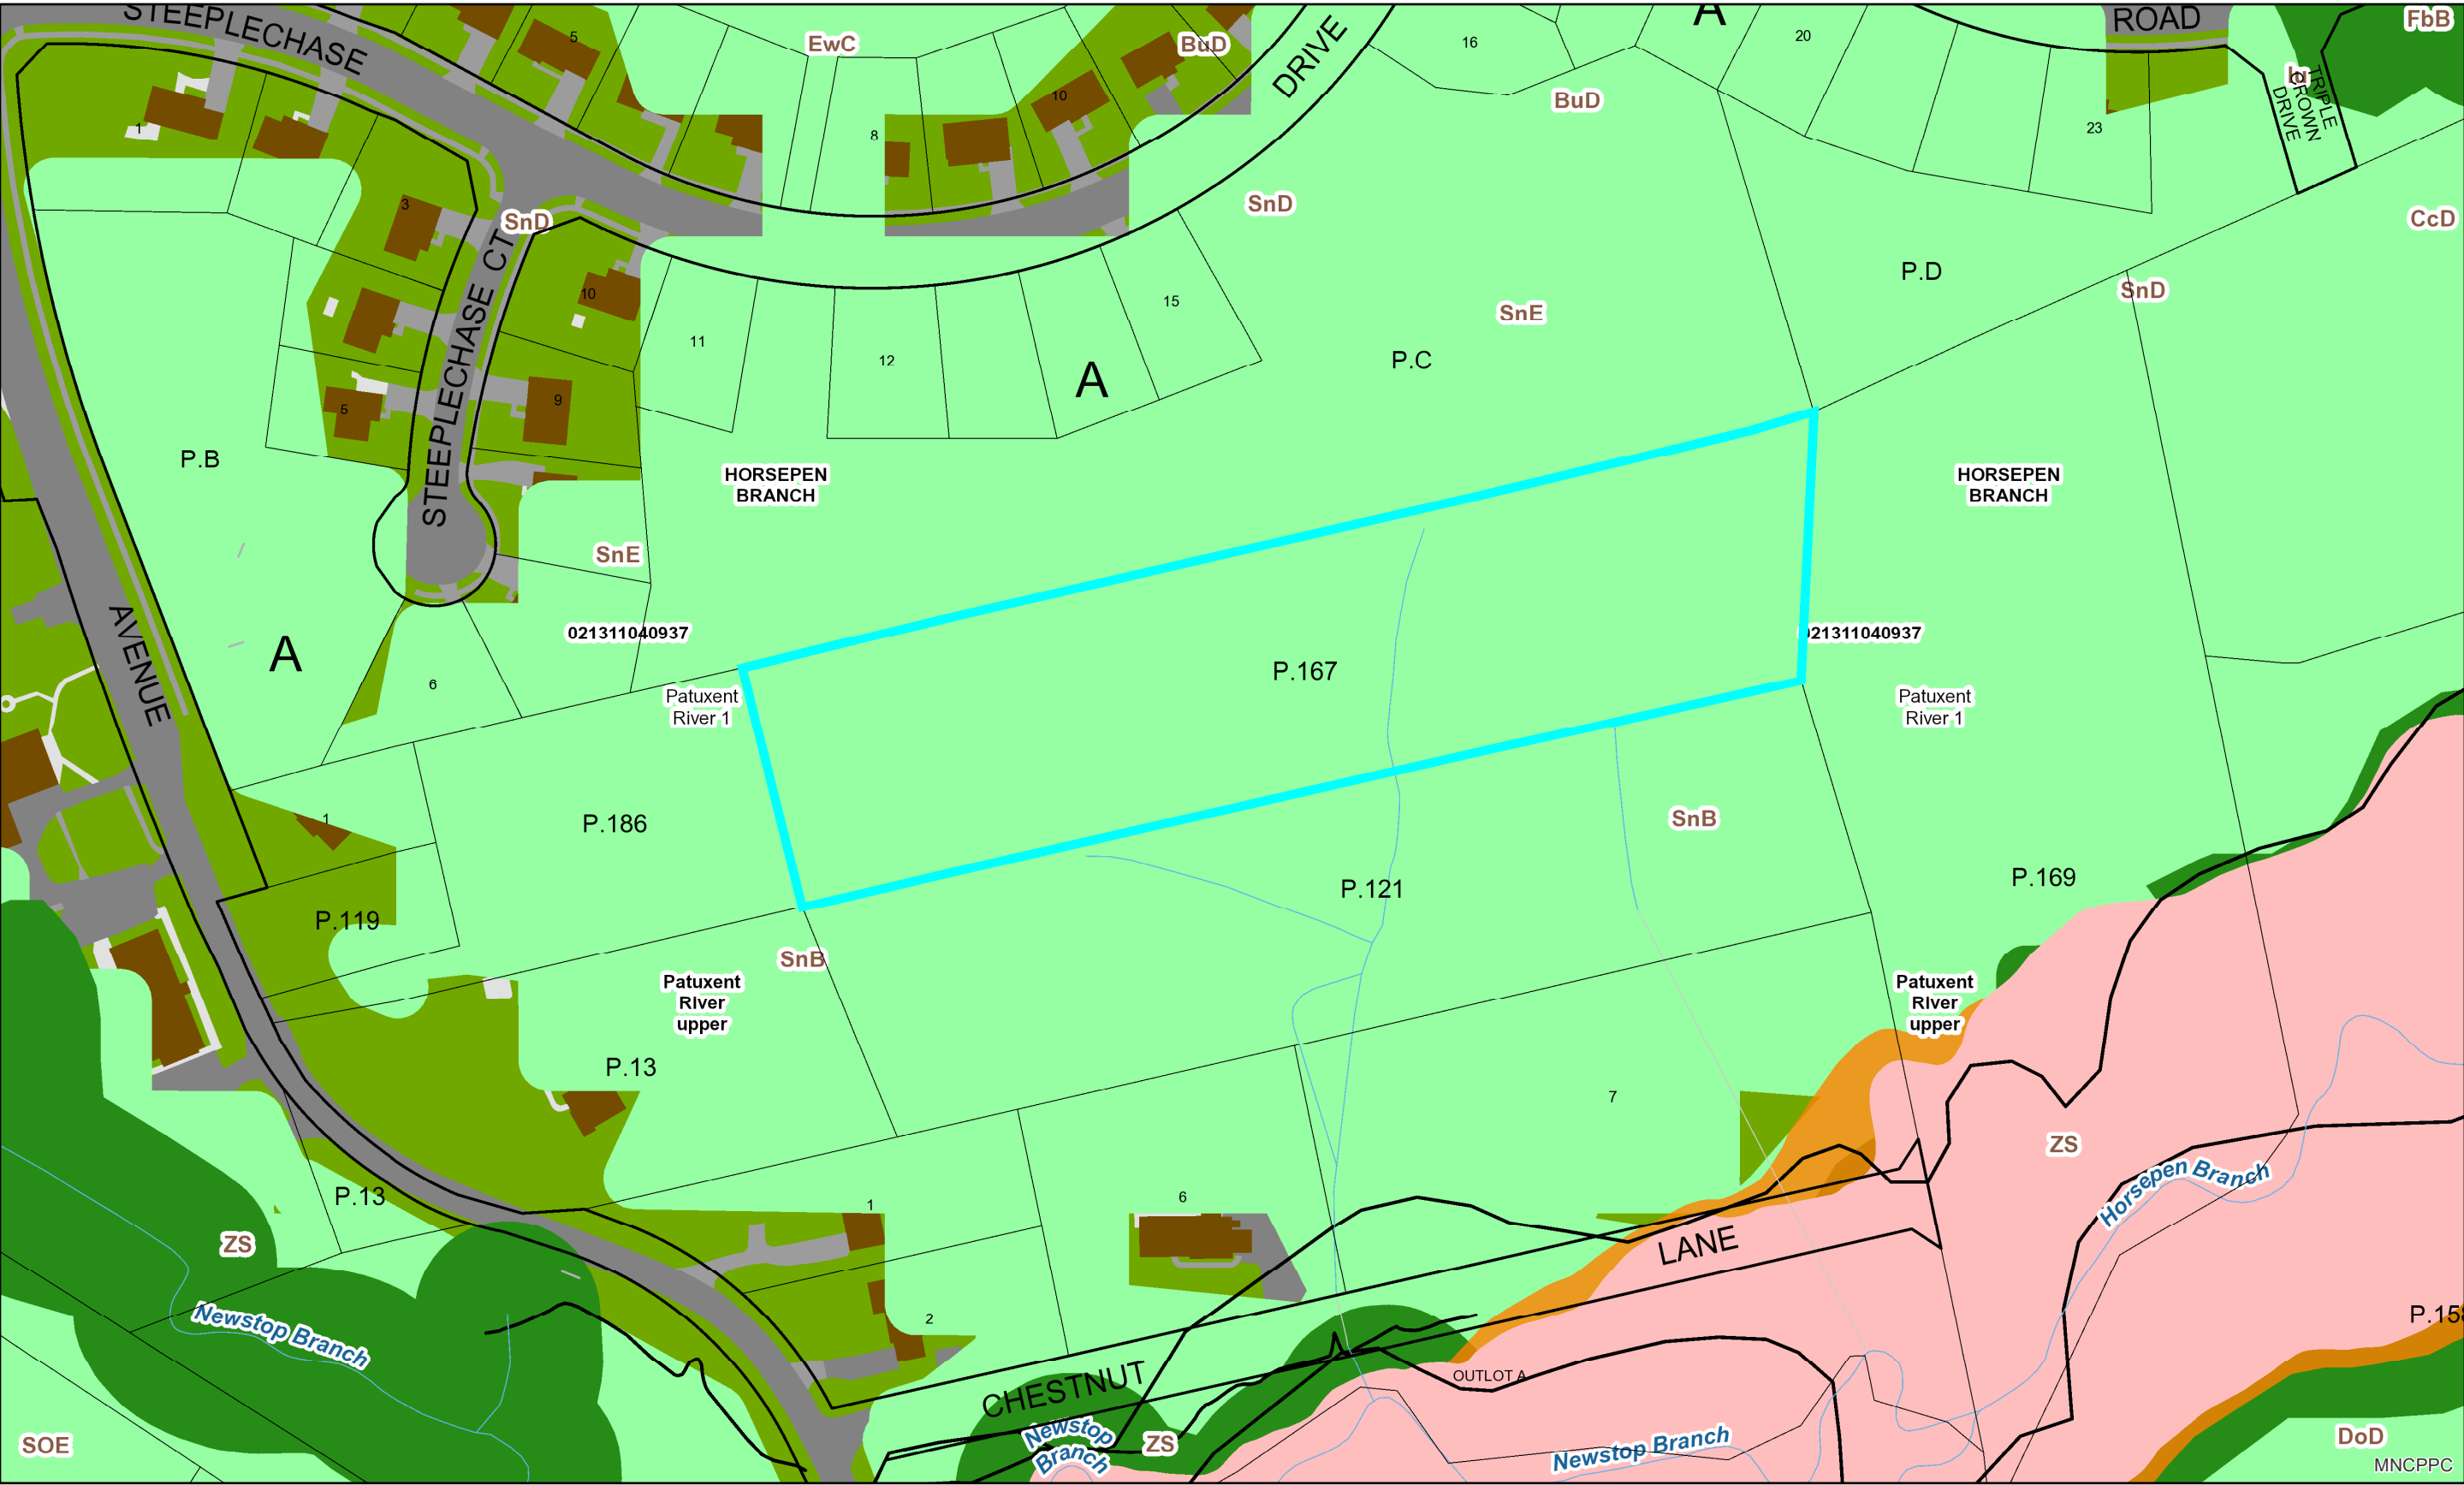 STEEPLECHASE
5
EwC
BuD
DRIVE
16
A
20
ROAD
FbB
10
BuD
TRIPLE
CROWN
DRIVE
1
8
23
3
SnD
SnD
CcD
P.D
SnD
10
15
SnE
11
12
P.C
A
STEEPLECHASE CT
5
9
P.B
HORSEPEN
BRANCH
HORSEPEN
BRANCH
SnE
AVENUE
021311040937
021311040937
A
6
P.167
Patuxent
River 1
Patuxent
River 1
1
P.186
SnB
P.121
P.169
P.119
SnB
Patuxent
River
upper
Patuxent
River
upper
P.13
7
ZS
P.13
1
6
Horsepen Branch
ZS
LANE
Newstop Branch
2
P.15
CHESTNUT
OUTLOT A
Newstop
Branch
ZS
Newstop Branch
SOE
DoD
MNCPPC